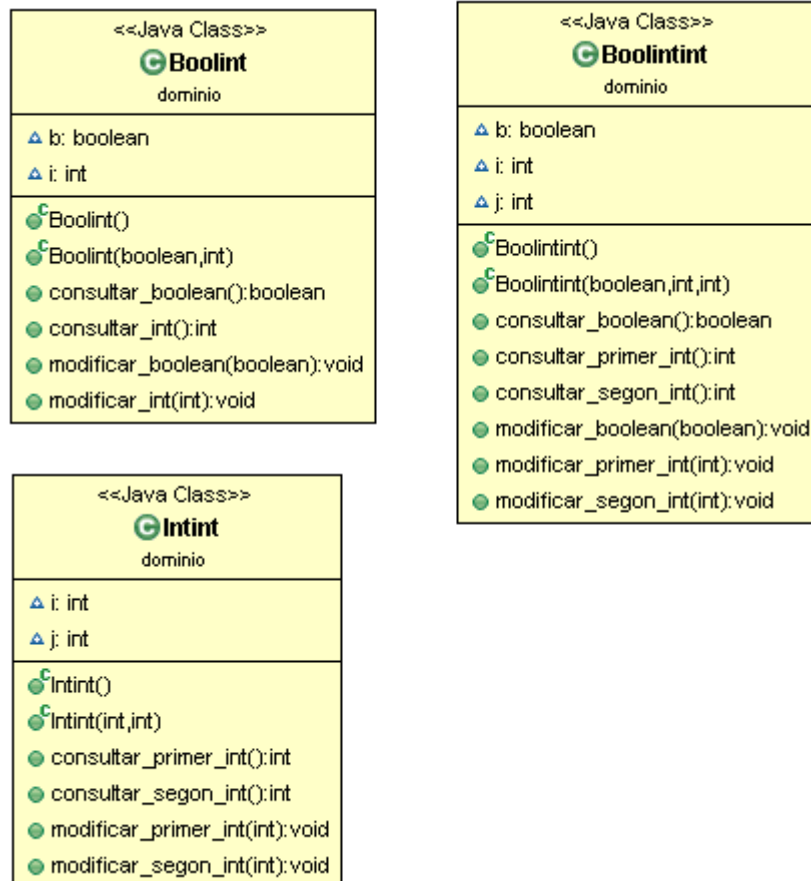 <<Java Class>>
Boolint
dominio
b: boolean
i: int
Boolint()
Boolint(boolean,int)
consultar_boolean():boolean
consultar_int():int
modificar_boolean(boolean):void
modificar_int(int):void
<<Java Class>>
Boolintint
dominio
b: boolean
i: int
j: int
Boolintint()
Boolintint(boolean,int,int)
consultar_boolean():boolean
consultar_primer_int():int
consultar_segon_int():int
modificar_boolean(boolean):void
modificar_primer_int(int):void
modificar_segon_int(int):void
<<Java Class>>
Intint
dominio
i: int
j: int
Intint()
Intint(int,int)
consultar_primer_int():int
consultar_segon_int():int
modificar_primer_int(int):void
modificar_segon_int(int):void